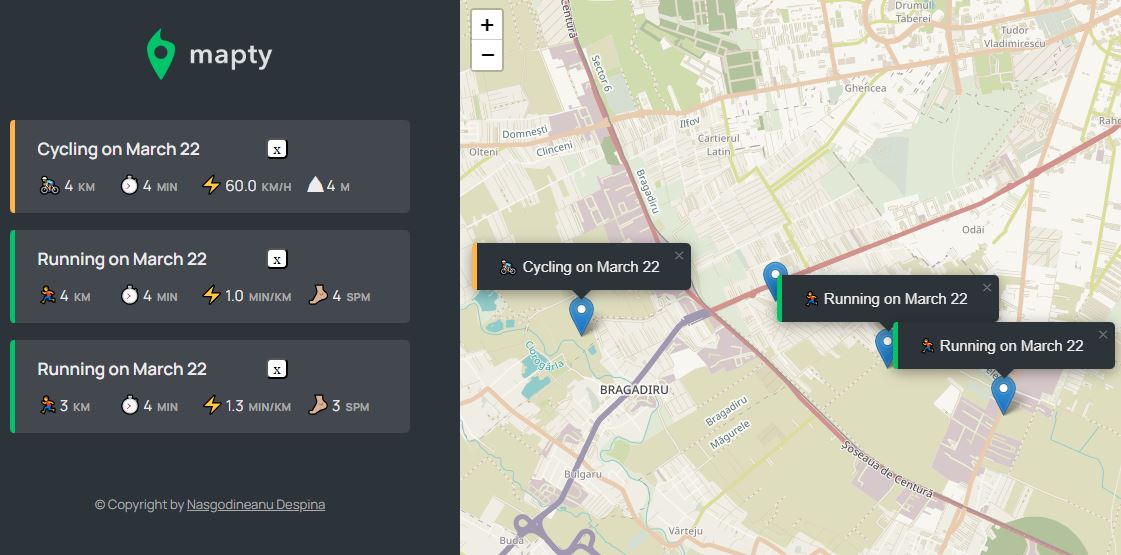 mapty
Cycling on March 22
x
4 KM 4 MIN 60.0 KM/H 4 M
Running on March 22
x
4 KM 4 MIN 1.0 MIN/KM 4 SPM
Running on March 22
x
3 KM 4 MIN 1.3 MIN/KM 3 SPM
© Copyright by Nasgodineanu Despina
+
−
Centură
Sector 6
Drumul
Taberei
Tudor
Vladimirescu
Ghencea
Domnești
Clinceni
Ilfov
Olteni
Cartierul
Latin
Bragadiru
Odăi
Cycling on March 22
×
Running on March 22
×
Running on March 22
×
Ciorogârla
BRAGADIRU
Bragadiru
Măgurele
Șoseaua de Centură
Bulgaru
Buda
Vârteju